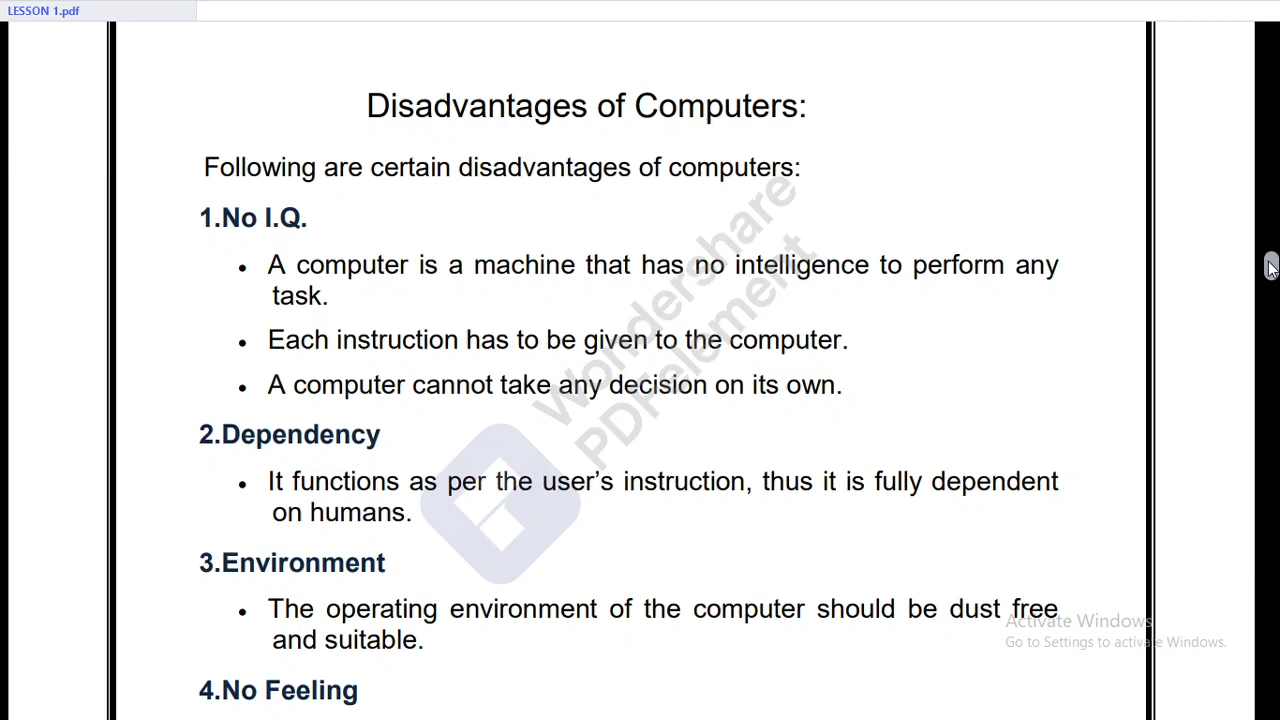 LESSON 1.pdf
Disadvantages of Computers:
Following are certain disadvantages of computers:
1.No I.Q.
• A computer is a machine that has no intelligence to perform any
task.
• Each instruction has to be given to the computer.
• A computer cannot take any decision on its own.
2.Dependency
• It functions as per the user’s instruction, thus it is fully dependent
on humans.
3.Environment
• The operating environment of the computer should be dust free
and suitable.
4.No Feeling
Wondershare
PDFelement
Activate Windows
Go to Settings to activate Windows.